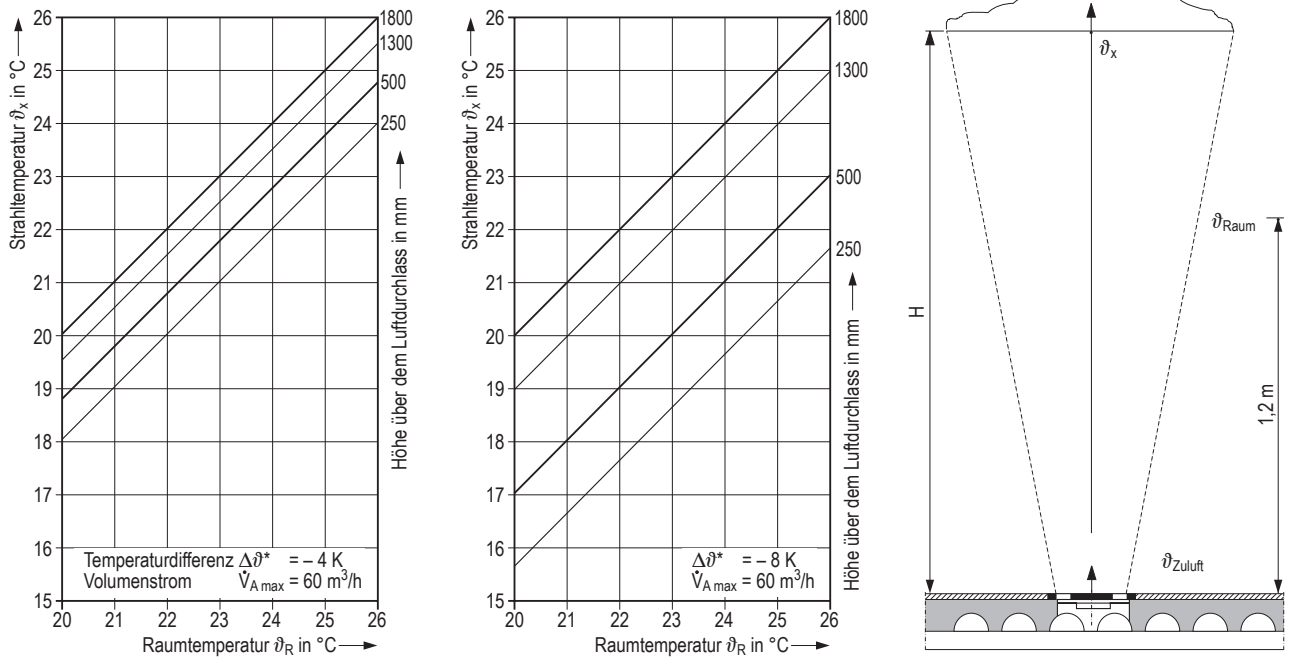 Strahltemperatur ϑx in °C
26
25
24
23
22
21
20
19
18
17
16
15
20 21 22 23 24 25 26
Raumtemperatur ϑR in °C
Temperaturdifferenz Δϑ* = – 4 K
Volumenstrom V̇A max = 60 m³/h
1800
1300
500
250
Höhe über dem Luftdurchlass in mm
Strahltemperatur ϑx in °C
26
25
24
23
22
21
20
19
18
17
16
15
20 21 22 23 24 25 26
Raumtemperatur ϑR in °C
Δϑ* = – 8 K
V̇A max = 60 m³/h
1800
1300
500
250
Höhe über dem Luftdurchlass in mm
ϑx
H
ϑRaum
1,2 m
ϑZuluft